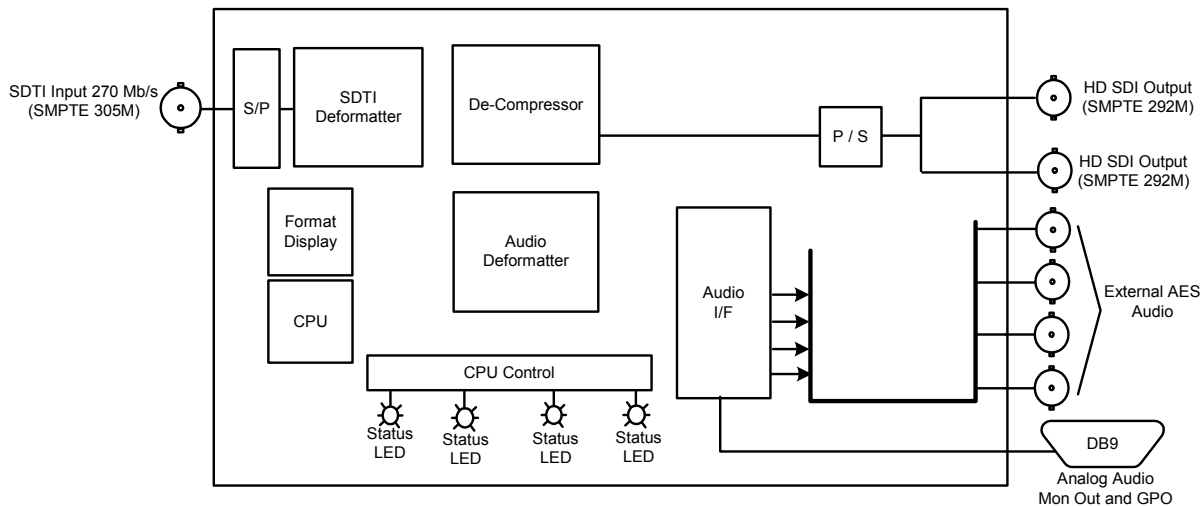 SDTI Input 270 Mb/s
(SMPTE 305M)
S/P
SDTI
Deformatter
De-Compressor
P / S
HD SDI Output
(SMPTE 292M)
HD SDI Output
(SMPTE 292M)
Format
Display
Audio
Deformatter
Audio
I/F
External AES
Audio
CPU
CPU Control
Status
LED
Status
LED
Status
LED
Status
LED
DB9
Analog Audio
Mon Out and GPO